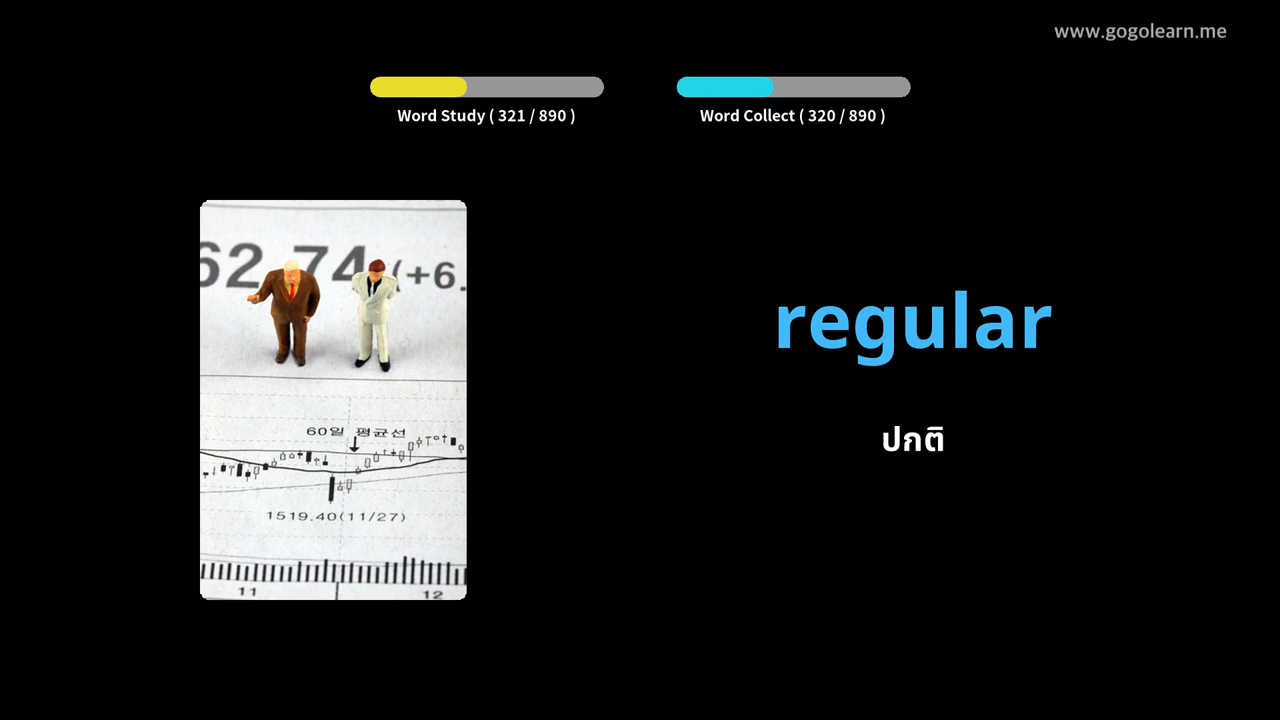 www.gogolearn.me
Word Study ( 321 / 890 )
Word Collect ( 320 / 890 )
62.74 (+6.
60일 평균선
1519.40(11/27)
11
12
regular
ปกติ